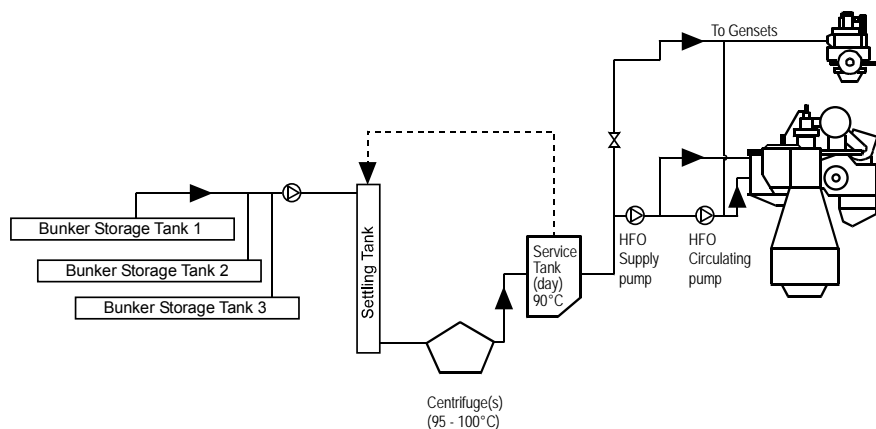 To Gensets
Bunker Storage Tank 1
Bunker Storage Tank 2
Bunker Storage Tank 3
Settling Tank
Centrifuge(s)
(95 - 100°C)
Service
Tank
(day)
90°C
HFO
Supply
pump
HFO
Circulating
pump